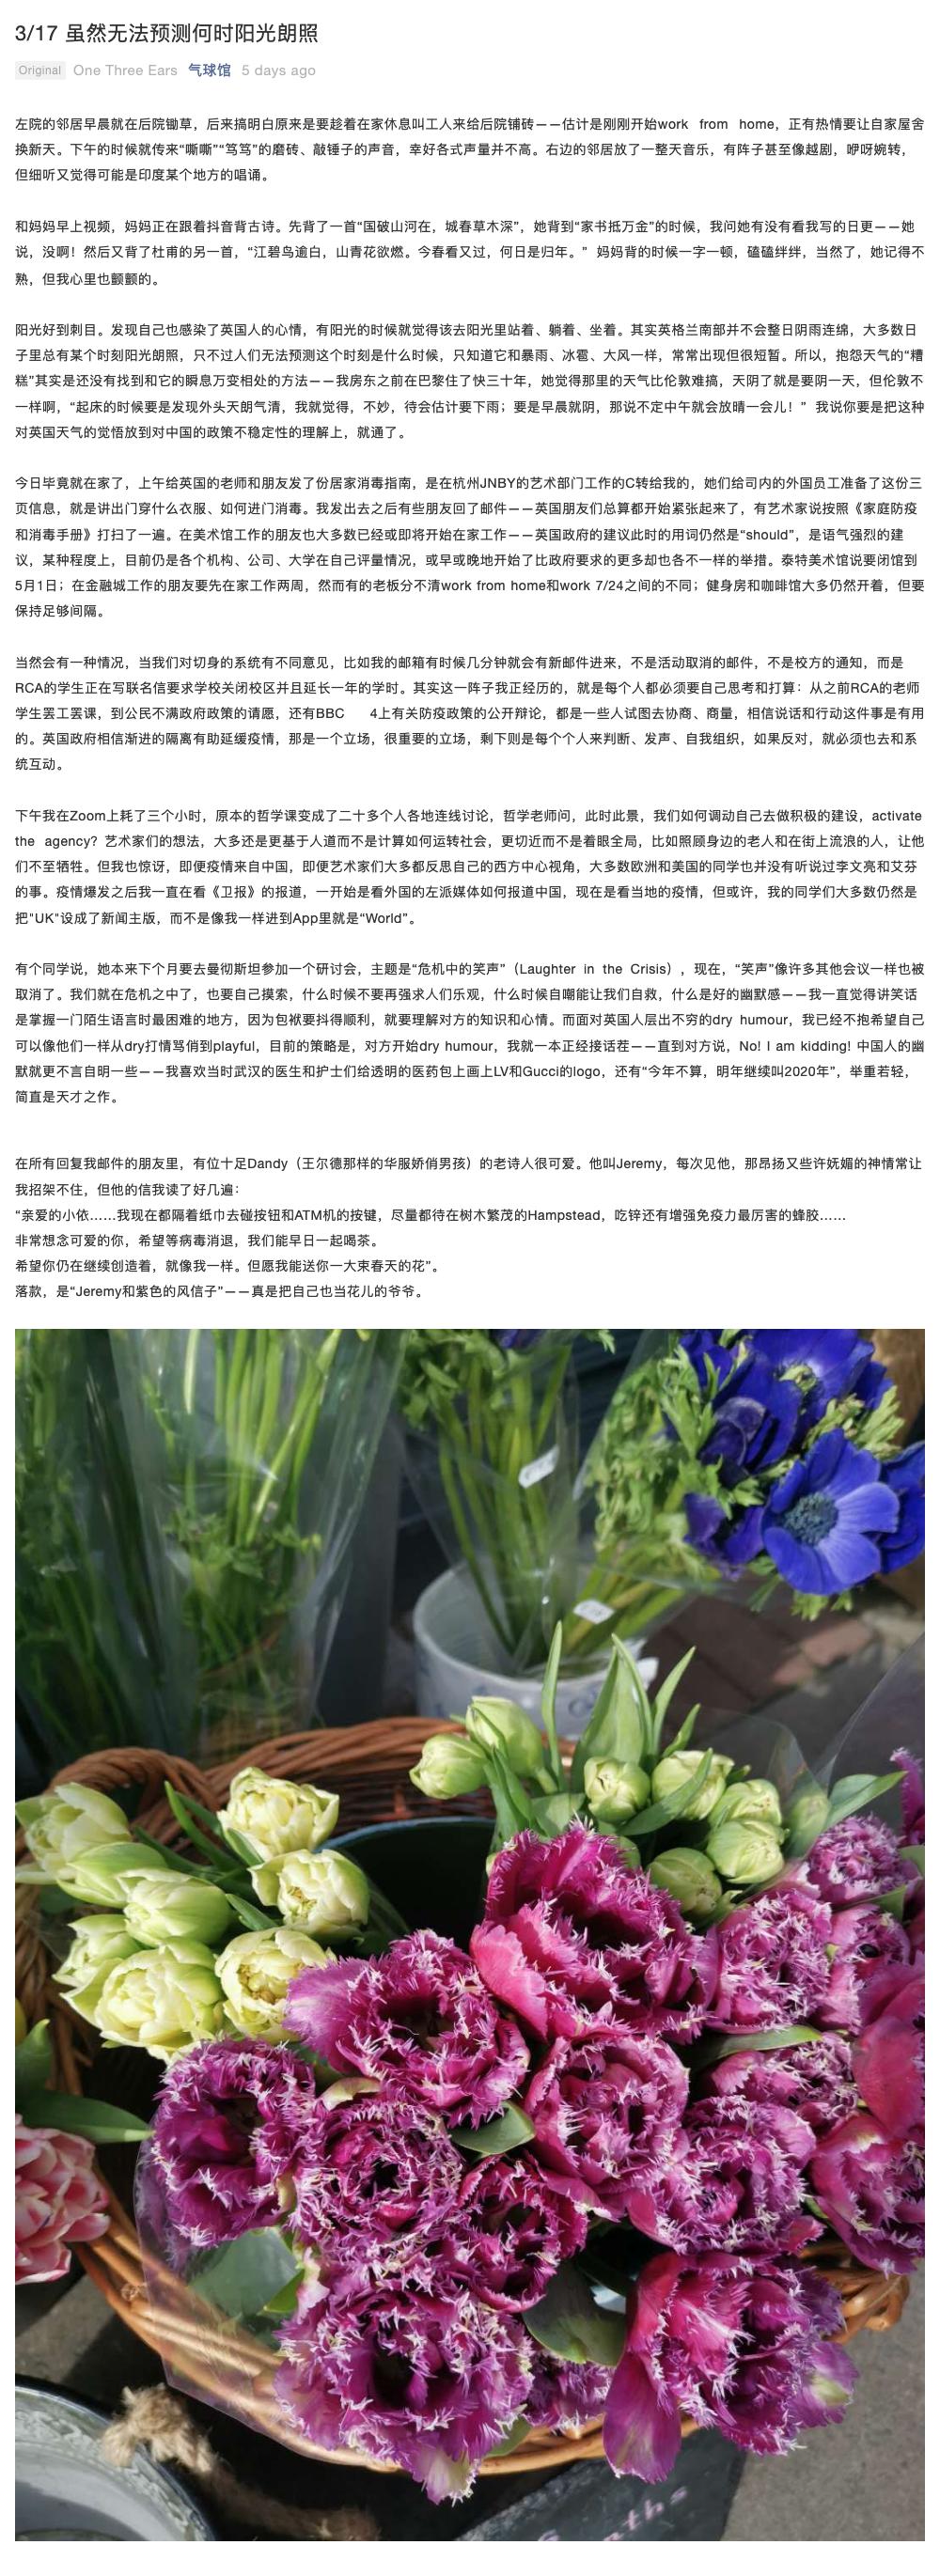 3/17 虽然无法预测何时阳光朗照
Original One Three Ears 气球馆 5 days ago
左院的邻居早晨就在后院锄草，后来搞明白原来是要趁着在家休息叫工人来给后院铺砖——估计是刚刚开始work from home，正有热情要让自家屋舍
换新天。下午的时候就传来“嘶嘶”“笃笃”的磨砖、敲锤子的声音，幸好各式声量并不高。右边的邻居放了一整天音乐，有阵子甚至像越剧，咿呀婉转，
但细听又觉得可能是印度某个地方的唱诵。
和妈妈早上视频，妈妈正在跟着抖音背古诗。先背了一首“国破山河在，城春草木深”，她背到“家书抵万金”的时候，我问她有没有看我写的日更——她
说，没啊！然后又背了杜甫的另一首，“江碧鸟逾白，山青花欲燃。今春看又过，何日是归年。” 妈妈背的时候一字一顿，磕磕绊绊，当然了，她记得不
熟，但我心里也颤颤的。
阳光好到刺目。发现自己也感染了英国人的心情，有阳光的时候就觉得该去阳光里站着、躺着、坐着。其实英格兰南部并不会整日阴雨连绵，大多数日
子里总有某个时刻阳光朗照，只不过人们无法预测这个时刻是什么时候，只知道它和暴雨、冰雹、大风一样，常常出现但很短暂。所以，抱怨天气的“糟
糕”其实是还没有找到和它的瞬息万变相处的方法——我房东之前在巴黎住了快三十年，她觉得那里的天气比伦敦难搞，天阴了就是要阴一天，但伦敦不
一样啊，“起床的时候要是发现外头天朗气清，我就觉得，不妙，待会估计要下雨；要是早晨就阴，那说不定中午就会放晴一会儿！” 我说你要是把这种
对英国天气的觉悟放到对中国的政策不稳定性的理解上，就通了。
今日毕竟就在家了，上午给英国的老师和朋友发了份居家消毒指南，是在杭州JNBY的艺术部门工作的C转给我的，她们给司内的外国员工准备了这份三
页信息，就是讲出门穿什么衣服、如何进门消毒。我发出去之后有些朋友回了邮件——英国朋友们总算都开始紧张起来了，有艺术家说按照《家庭防疫
和消毒手册》打扫了一遍。在美术馆工作的朋友也大多数已经或即将开始在家工作——英国政府的建议此时的用词仍然是“should”，是语气强烈的建
议，某种程度上，目前仍是各个机构、公司、大学在自己评量情况，或早或晚地开始了比政府要求的更多却也各不一样的举措。泰特美术馆说要闭馆到
5月1日；在金融城工作的朋友要先在家工作两周，然而有的老板分不清work from home和work 7/24之间的不同；健身房和咖啡馆大多仍然开着，但要
保持足够间隔。
当然会有一种情况，当我们对切身的系统有不同意见，比如我的邮箱有时候几分钟就会有新邮件进来，不是活动取消的邮件，不是校方的通知，而是
RCA的学生正在写联名信要求学校关闭校区并且延长一年的学时。其实这一阵子我正经历的，就是每个人都必须要自己思考和打算：从之前RCA的老师
学生罢工罢课，到公民不满政府政策的请愿，还有BBC 4上有关防疫政策的公开辩论，都是一些人试图去协商、商量，相信说话和行动这件事是有用
的。英国政府相信渐进的隔离有助延缓疫情，那是一个立场，很重要的立场，剩下则是每个个人来判断、发声、自我组织，如果反对，就必须也去和系
统互动。
下午我在Zoom上耗了三个小时，原本的哲学课变成了二十多个人各地连线讨论，哲学老师问，此时此景，我们如何调动自己去做积极的建设，activate
the agency? 艺术家们的想法，大多还是更基于人道而不是计算如何运转社会，更切近而不是着眼全局，比如照顾身边的老人和在街上流浪的人，让他
们不至牺牲。但我也惊讶，即便疫情来自中国，即便艺术家们大多都反思自己的西方中心视角，大多数欧洲和美国的同学也并没有听说过李文亮和艾芬
的事。疫情爆发之后我一直在看《卫报》的报道，一开始是看外国的左派媒体如何报道中国，现在是看当地的疫情，但或许，我的同学们大多数仍然是
把"UK"设成了新闻主版，而不是像我一样进到App里就是“World”。
有个同学说，她本来下个月要去曼彻斯坦参加一个研讨会，主题是“危机中的笑声”（Laughter in the Crisis），现在，“笑声”像许多其他会议一样也被
取消了。我们就在危机之中了，也要自己摸索，什么时候不要再强求人们乐观，什么时候自嘲能让我们自救，什么是好的幽默感——我一直觉得讲笑话
是掌握一门陌生语言时最困难的地方，因为包袱要抖得顺利，就要理解对方的知识和心情。而面对英国人层出不穷的dry humour，我已经不抱希望自己
可以像他们一样从dry打情骂俏到playful，目前的策略是，对方开始dry humour，我就一本正经接话茬——直到对方说，No! I am kidding! 中国人的幽
默就更不言自明一些——我喜欢当时武汉的医生和护士们给透明的医药包上画上LV和Gucci的logo，还有“今年不算，明年继续叫2020年”，举重若轻，
简直是天才之作。
在所有回复我邮件的朋友里，有位十足Dandy（王尔德那样的华服娇俏男孩）的老诗人很可爱。他叫Jeremy，每次见他，那昂扬又些许妩媚的神情常让
我招架不住，但他的信我读了好几遍：
“亲爱的小依……我现在都隔着纸巾去碰按钮和ATM机的按键，尽量都待在树木繁茂的Hampstead，吃锌还有增强免疫力最厉害的蜂胶……
非常想念可爱的你，希望等病毒消退，我们能早日一起喝茶。
希望你仍在继续创造着，就像我一样。但愿我能送你一大束春天的花”。
落款，是“Jeremy和紫色的风信子”——真是把自己也当花儿的爷爷。